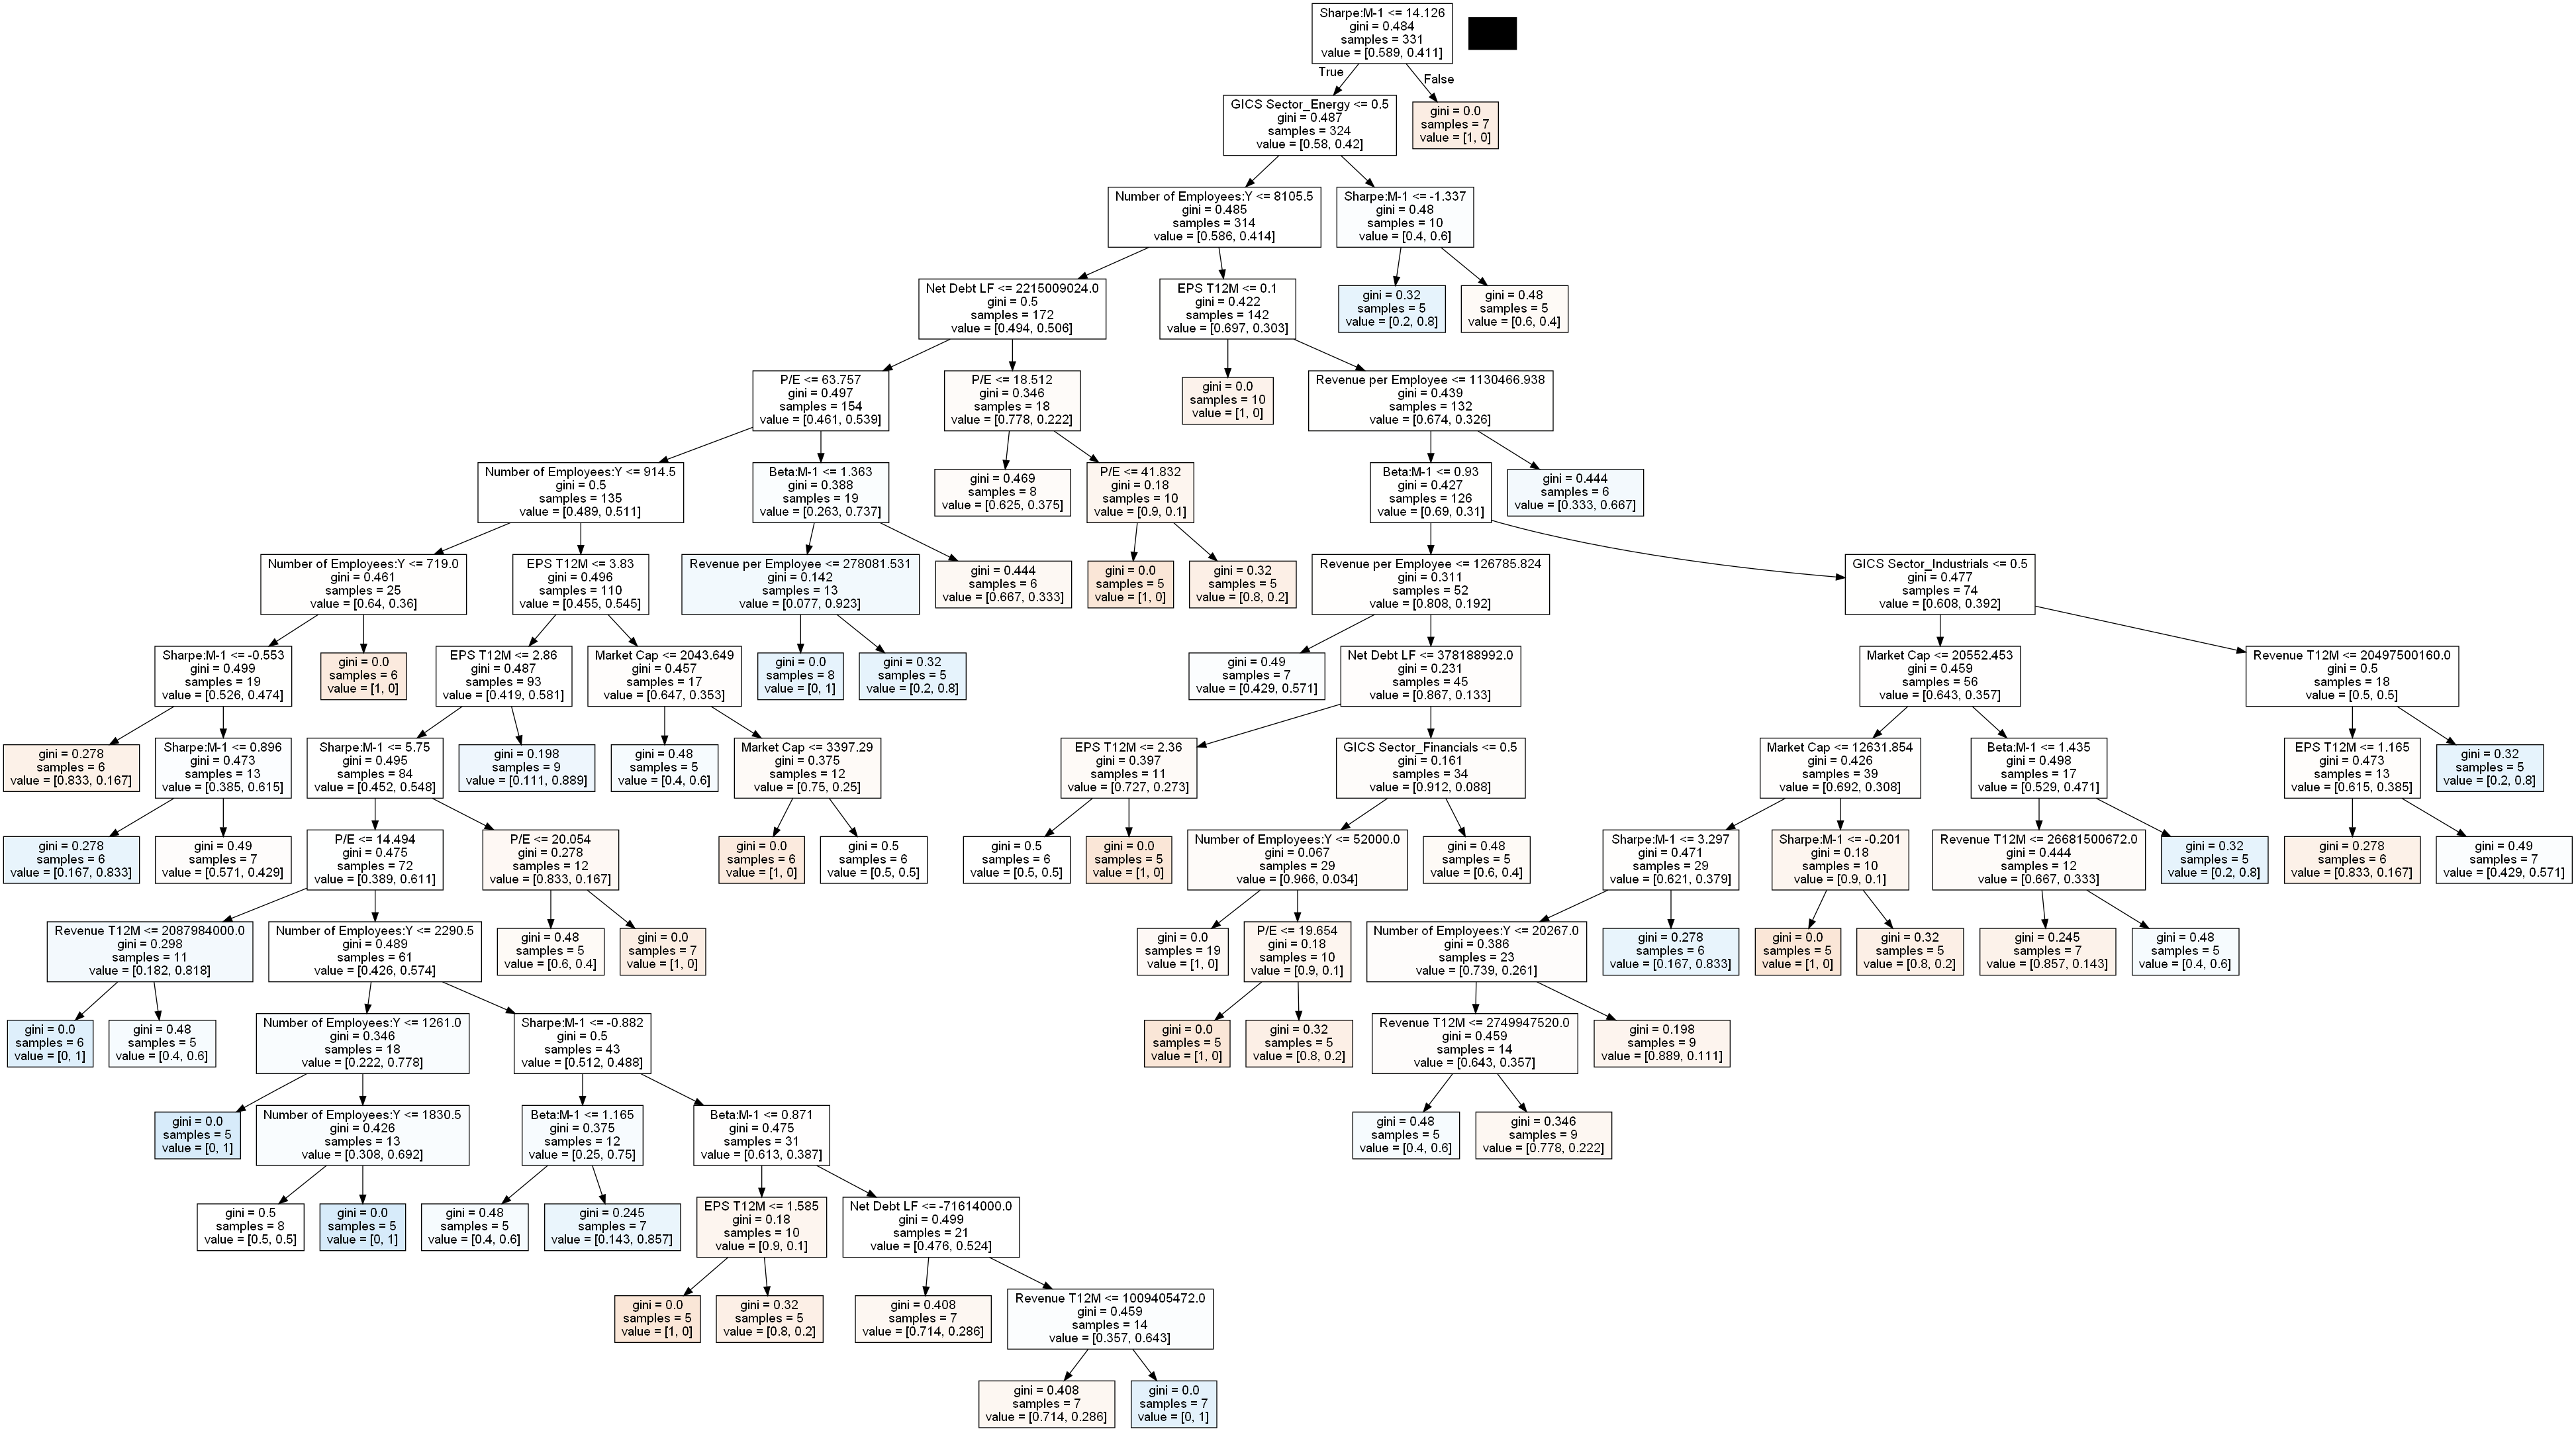 Sharpe:M-1 <= 14.126
gini = 0.484
samples = 331
value = [0.589, 0.411]
True
False
GICS Sector_Energy <= 0.5
gini = 0.487
samples = 324
value = [0.58, 0.42]
gini = 0.0
samples = 7
value = [1, 0]
Number of Employees:Y <= 8105.5
gini = 0.485
samples = 314
value = [0.586, 0.414]
Sharpe:M-1 <= -1.337
gini = 0.48
samples = 10
value = [0.4, 0.6]
Net Debt LF <= 2215009024.0
gini = 0.5
samples = 172
value = [0.494, 0.506]
EPS T12M <= 0.1
gini = 0.422
samples = 142
value = [0.697, 0.303]
gini = 0.32
samples = 5
value = [0.2, 0.8]
gini = 0.48
samples = 5
value = [0.6, 0.4]
P/E <= 63.757
gini = 0.497
samples = 154
value = [0.461, 0.539]
P/E <= 18.512
gini = 0.346
samples = 18
value = [0.778, 0.222]
gini = 0.0
samples = 10
value = [1, 0]
Revenue per Employee <= 1130466.938
gini = 0.439
samples = 132
value = [0.674, 0.326]
Number of Employees:Y <= 914.5
gini = 0.5
samples = 135
value = [0.489, 0.511]
Beta:M-1 <= 1.363
gini = 0.388
samples = 19
value = [0.263, 0.737]
gini = 0.469
samples = 8
value = [0.625, 0.375]
P/E <= 41.832
gini = 0.18
samples = 10
value = [0.9, 0.1]
Beta:M-1 <= 0.93
gini = 0.427
samples = 126
value = [0.69, 0.31]
gini = 0.444
samples = 6
value = [0.333, 0.667]
Number of Employees:Y <= 719.0
gini = 0.461
samples = 25
value = [0.64, 0.36]
EPS T12M <= 3.83
gini = 0.496
samples = 110
value = [0.455, 0.545]
Revenue per Employee <= 278081.531
gini = 0.142
samples = 13
value = [0.077, 0.923]
gini = 0.444
samples = 6
value = [0.667, 0.333]
gini = 0.0
samples = 5
value = [1, 0]
gini = 0.32
samples = 5
value = [0.8, 0.2]
Revenue per Employee <= 126785.824
gini = 0.311
samples = 52
value = [0.808, 0.192]
GICS Sector_Industrials <= 0.5
gini = 0.477
samples = 74
value = [0.608, 0.392]
Sharpe:M-1 <= -0.553
gini = 0.499
samples = 19
value = [0.526, 0.474]
gini = 0.0
samples = 6
value = [1, 0]
EPS T12M <= 2.86
gini = 0.487
samples = 93
value = [0.419, 0.581]
Market Cap <= 2043.649
gini = 0.457
samples = 17
value = [0.647, 0.353]
gini = 0.0
samples = 8
value = [0, 1]
gini = 0.32
samples = 5
value = [0.2, 0.8]
gini = 0.49
samples = 7
value = [0.429, 0.571]
Net Debt LF <= 378188992.0
gini = 0.231
samples = 45
value = [0.867, 0.133]
Market Cap <= 20552.453
gini = 0.459
samples = 56
value = [0.643, 0.357]
Revenue T12M <= 20497500160.0
gini = 0.5
samples = 18
value = [0.5, 0.5]
gini = 0.278
samples = 6
value = [0.833, 0.167]
Sharpe:M-1 <= 0.896
gini = 0.473
samples = 13
value = [0.385, 0.615]
Sharpe:M-1 <= 5.75
gini = 0.495
samples = 84
value = [0.452, 0.548]
gini = 0.198
samples = 9
value = [0.111, 0.889]
gini = 0.48
samples = 5
value = [0.4, 0.6]
Market Cap <= 3397.29
gini = 0.375
samples = 12
value = [0.75, 0.25]
EPS T12M <= 2.36
gini = 0.397
samples = 11
value = [0.727, 0.273]
GICS Sector_Financials <= 0.5
gini = 0.161
samples = 34
value = [0.912, 0.088]
Market Cap <= 12631.854
gini = 0.426
samples = 39
value = [0.692, 0.308]
Beta:M-1 <= 1.435
gini = 0.498
samples = 17
value = [0.529, 0.471]
EPS T12M <= 1.165
gini = 0.473
samples = 13
value = [0.615, 0.385]
gini = 0.32
samples = 5
value = [0.2, 0.8]
gini = 0.278
samples = 6
value = [0.167, 0.833]
gini = 0.49
samples = 7
value = [0.571, 0.429]
P/E <= 14.494
gini = 0.475
samples = 72
value = [0.389, 0.611]
P/E <= 20.054
gini = 0.278
samples = 12
value = [0.833, 0.167]
gini = 0.0
samples = 6
value = [1, 0]
gini = 0.5
samples = 6
value = [0.5, 0.5]
gini = 0.5
samples = 6
value = [0.5, 0.5]
gini = 0.0
samples = 5
value = [1, 0]
Number of Employees:Y <= 52000.0
gini = 0.067
samples = 29
value = [0.966, 0.034]
gini = 0.48
samples = 5
value = [0.6, 0.4]
Sharpe:M-1 <= 3.297
gini = 0.471
samples = 29
value = [0.621, 0.379]
Sharpe:M-1 <= -0.201
gini = 0.18
samples = 10
value = [0.9, 0.1]
Revenue T12M <= 26681500672.0
gini = 0.444
samples = 12
value = [0.667, 0.333]
gini = 0.32
samples = 5
value = [0.2, 0.8]
gini = 0.278
samples = 6
value = [0.833, 0.167]
gini = 0.49
samples = 7
value = [0.429, 0.571]
Revenue T12M <= 2087984000.0
gini = 0.298
samples = 11
value = [0.182, 0.818]
Number of Employees:Y <= 2290.5
gini = 0.489
samples = 61
value = [0.426, 0.574]
gini = 0.48
samples = 5
value = [0.6, 0.4]
gini = 0.0
samples = 7
value = [1, 0]
gini = 0.0
samples = 19
value = [1, 0]
P/E <= 19.654
gini = 0.18
samples = 10
value = [0.9, 0.1]
Number of Employees:Y <= 20267.0
gini = 0.386
samples = 23
value = [0.739, 0.261]
gini = 0.278
samples = 6
value = [0.167, 0.833]
gini = 0.0
samples = 5
value = [1, 0]
gini = 0.32
samples = 5
value = [0.8, 0.2]
gini = 0.245
samples = 7
value = [0.857, 0.143]
gini = 0.48
samples = 5
value = [0.4, 0.6]
gini = 0.0
samples = 6
value = [0, 1]
gini = 0.48
samples = 5
value = [0.4, 0.6]
Number of Employees:Y <= 1261.0
gini = 0.346
samples = 18
value = [0.222, 0.778]
Sharpe:M-1 <= -0.882
gini = 0.5
samples = 43
value = [0.512, 0.488]
gini = 0.0
samples = 5
value = [1, 0]
gini = 0.32
samples = 5
value = [0.8, 0.2]
Revenue T12M <= 2749947520.0
gini = 0.459
samples = 14
value = [0.643, 0.357]
gini = 0.198
samples = 9
value = [0.889, 0.111]
gini = 0.0
samples = 5
value = [0, 1]
Number of Employees:Y <= 1830.5
gini = 0.426
samples = 13
value = [0.308, 0.692]
Beta:M-1 <= 1.165
gini = 0.375
samples = 12
value = [0.25, 0.75]
Beta:M-1 <= 0.871
gini = 0.475
samples = 31
value = [0.613, 0.387]
gini = 0.48
samples = 5
value = [0.4, 0.6]
gini = 0.346
samples = 9
value = [0.778, 0.222]
gini = 0.5
samples = 8
value = [0.5, 0.5]
gini = 0.0
samples = 5
value = [0, 1]
gini = 0.48
samples = 5
value = [0.4, 0.6]
gini = 0.245
samples = 7
value = [0.143, 0.857]
EPS T12M <= 1.585
gini = 0.18
samples = 10
value = [0.9, 0.1]
Net Debt LF <= -71614000.0
gini = 0.499
samples = 21
value = [0.476, 0.524]
gini = 0.0
samples = 5
value = [1, 0]
gini = 0.32
samples = 5
value = [0.8, 0.2]
gini = 0.408
samples = 7
value = [0.714, 0.286]
Revenue T12M <= 1009405472.0
gini = 0.459
samples = 14
value = [0.357, 0.643]
gini = 0.408
samples = 7
value = [0.714, 0.286]
gini = 0.0
samples = 7
value = [0, 1]